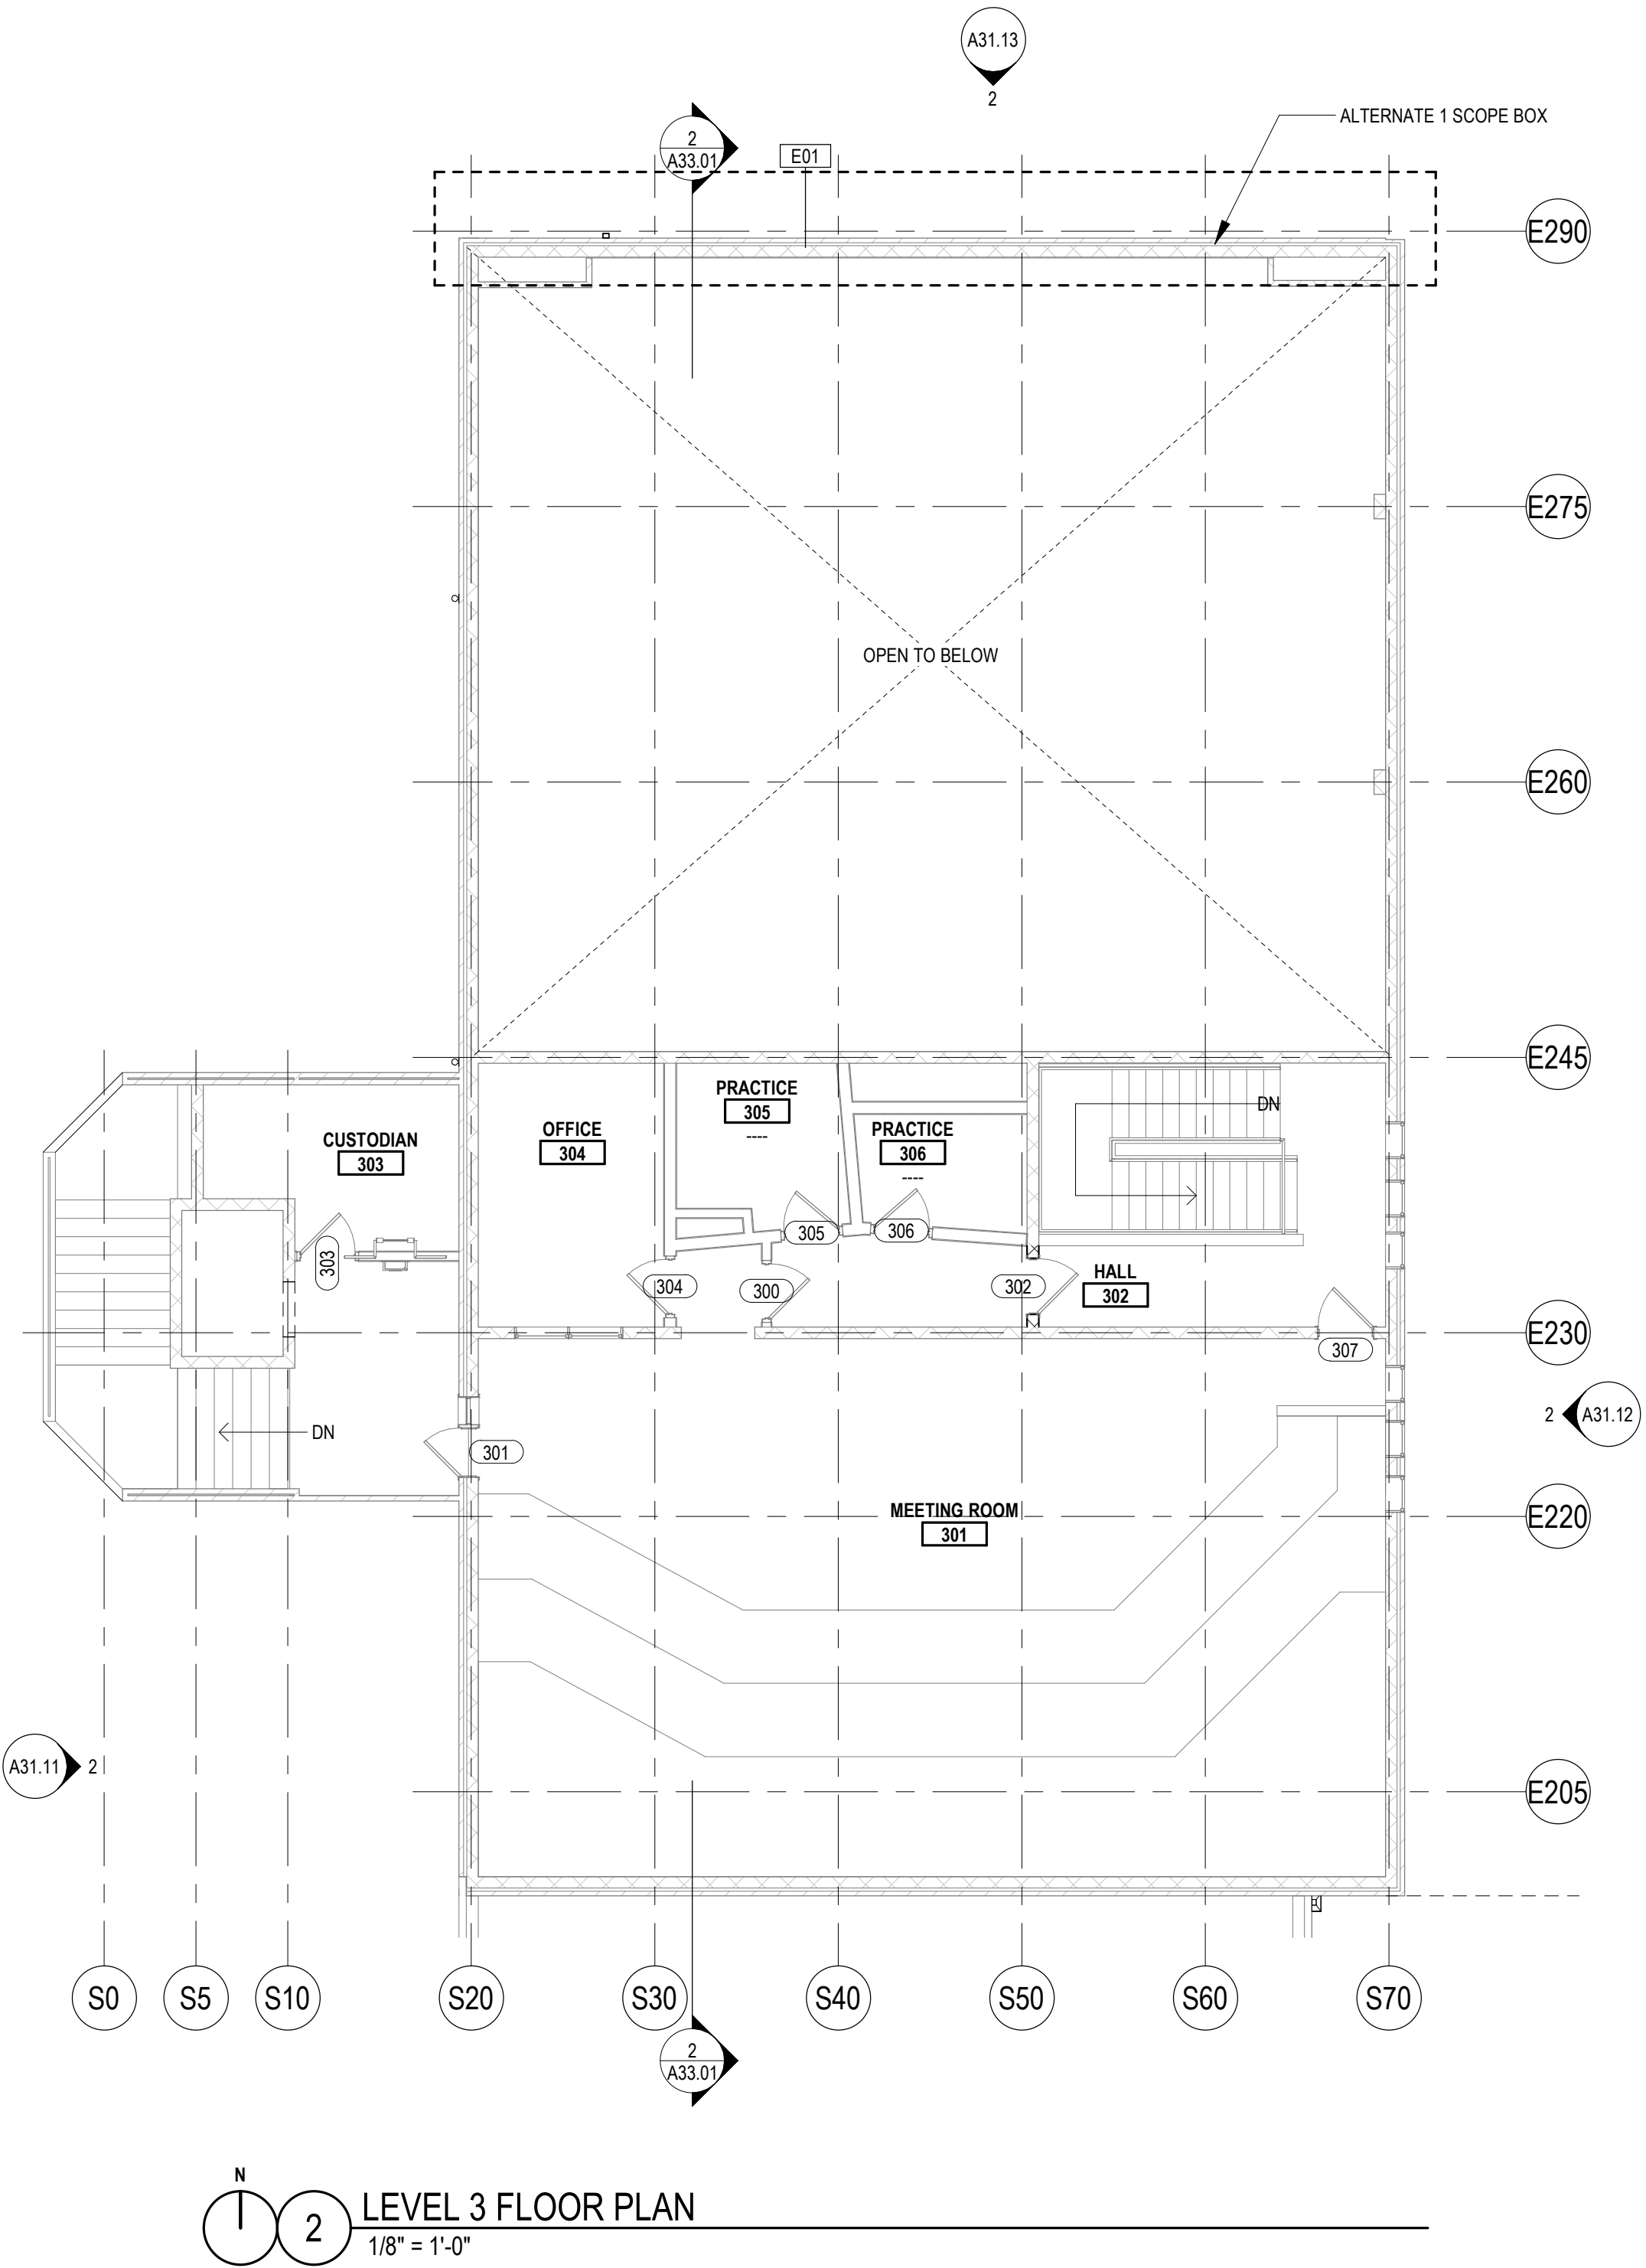 A31.13
2
ALTERNATE 1 SCOPE BOX
2
A33.01
E01
E290
E275
OPEN TO BELOW
E260
E245
PRACTICE
305
----
DN
OFFICE
304
PRACTICE
306
----
CUSTODIAN
303
305
306
303
HALL
302
304
300
302
E230
307
2
A31.12
DN
301
MEETING ROOM
301
E220
A31.11
2
E205
S0
S5
S10
S20
S30
S40
S50
S60
S70
2
A33.01
N
2
LEVEL 3 FLOOR PLAN
1/8" = 1'-0"